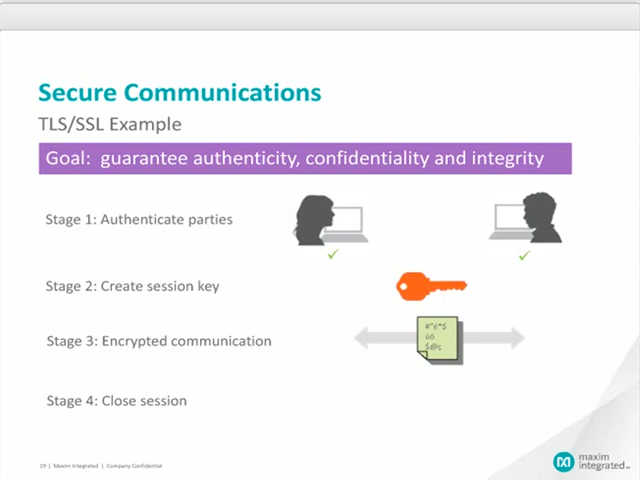 Secure Communications
TLS/SSL Example
Goal: guarantee authenticity, confidentiality and integrity
Stage 1: Authenticate parties
Stage 2: Create session key
#"é*$
ùö
$@ç
Stage 3: Encrypted communication
Stage 4: Close session
19 | Maxim Integrated | Company Confidential
maxim
integrated